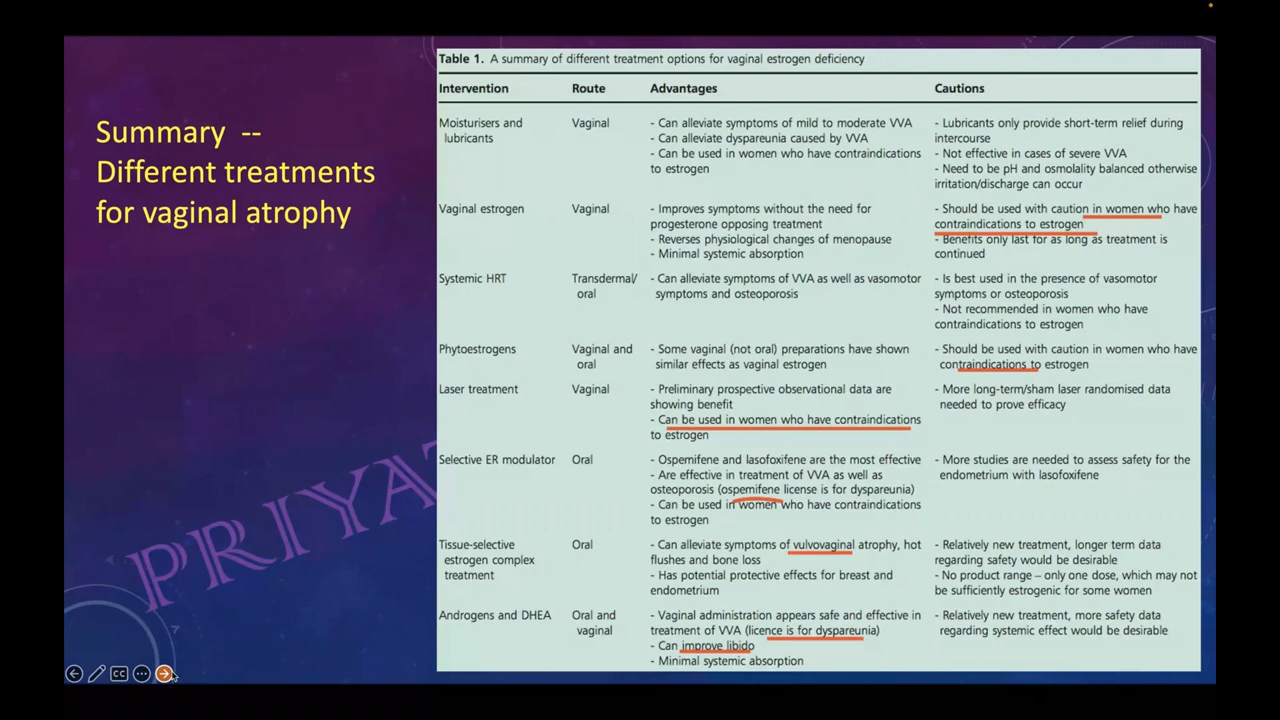 Summary --
Different treatments
for vaginal atrophy
Table 1. A summary of different treatment options for vaginal estrogen deficiency
Intervention Route Advantages Cautions
Moisturisers and
lubricants
Vaginal
- Can alleviate symptoms of mild to moderate VVA
- Can alleviate dyspareunia caused by VVA
- Can be used in women who have contraindications
to estrogen
- Lubricants only provide short-term relief during
intercourse
- Not effective in cases of severe VVA
- Need to be pH and osmolality balanced otherwise
irritation/discharge can occur
Vaginal estrogen
Vaginal
- Improves symptoms without the need for
progesterone opposing treatment
- Reverses physiological changes of menopause
- Minimal systemic absorption
- Should be used with caution in women who have
contraindications to estrogen
- Benefits only last for as long as treatment is
continued
Systemic HRT
Transdermal/
oral
- Can alleviate symptoms of VVA as well as vasomotor
symptoms and osteoporosis
- Is best used in the presence of vasomotor
symptoms or osteoporosis
- Not recommended in women who have
contraindications to estrogen
Phytoestrogens
Vaginal and
oral
- Some vaginal (not oral) preparations have shown
similar effects as vaginal estrogen
- Should be used with caution in women who have
contraindications to estrogen
Laser treatment
Vaginal
- Preliminary prospective observational data are
showing benefit
- Can be used in women who have contraindications
to estrogen
- More long-term/sham laser randomised data
needed to prove efficacy
Selective ER modulator
Oral
- Ospemifene and lasofoxifene are the most effective
- Are effective in treatment of VVA as well as
osteoporosis (ospemifene license is for dyspareunia)
- Can be used in women who have contraindications
to estrogen
- More studies are needed to assess safety for the
endometrium with lasofoxifene
Tissue-selective
estrogen complex
treatment
Oral
- Can alleviate symptoms of vulvovaginal atrophy, hot
flushes and bone loss
- Has potential protective effects for breast and
endometrium
- Relatively new treatment, longer term data
regarding safety would be desirable
- No product range – only one dose, which may not
be sufficiently estrogenic for some women
Androgens and DHEA
Oral and
vaginal
- Vaginal administration appears safe and effective in
treatment of VVA (licence is for dyspareunia)
- Can improve libido
- Minimal systemic absorption
- Relatively new treatment, more safety data
regarding systemic effect would be desirable
PRIYA
CC